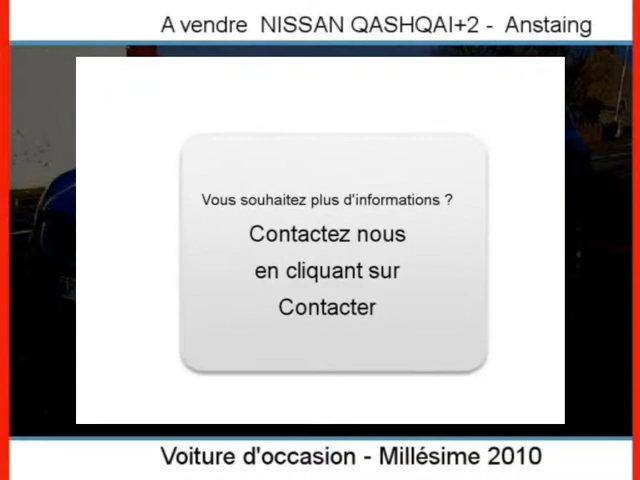 A vendre  NISSAN QASHQAI+2 -  Anstaing
Vous souhaitez plus d'informations ?
Contactez nous
en cliquant sur
Contacter
Voiture d'occasion - Millésime 2010